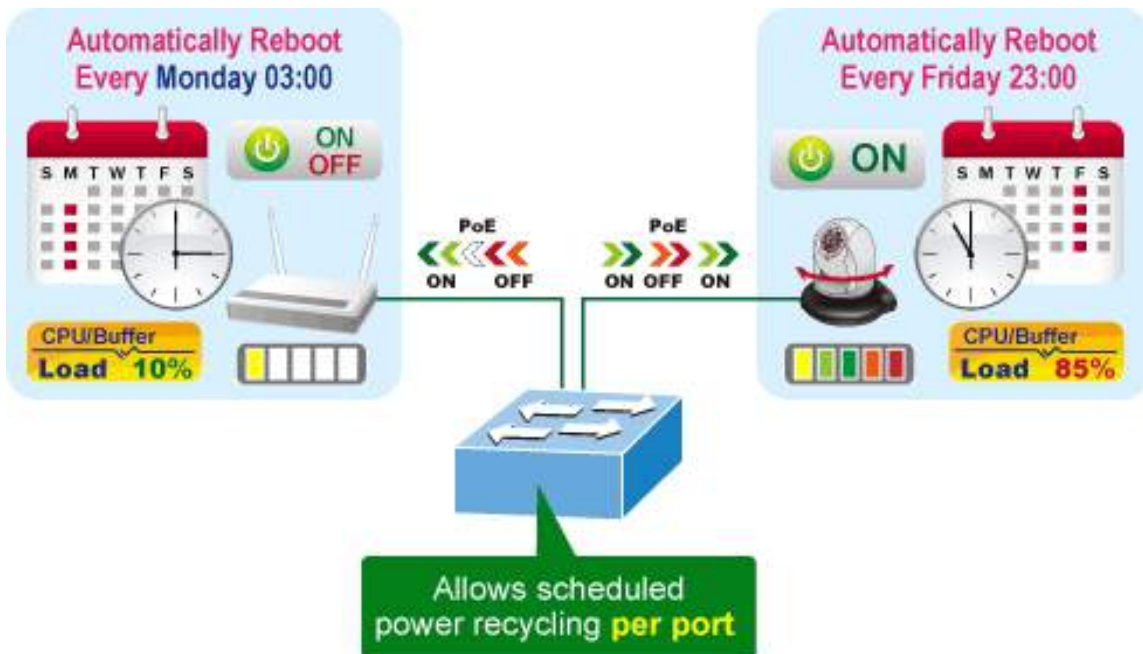 Automatically Reboot
Every Monday 03:00
S M T W T F S
ON
OFF
CPU/Buffer
Load 10%
PoE
ON OFF
PoE
ON OFF ON
Automatically Reboot
Every Friday 23:00
ON
S M T W T F S
CPU/Buffer
Load 85%
Allows scheduled
power recycling per port